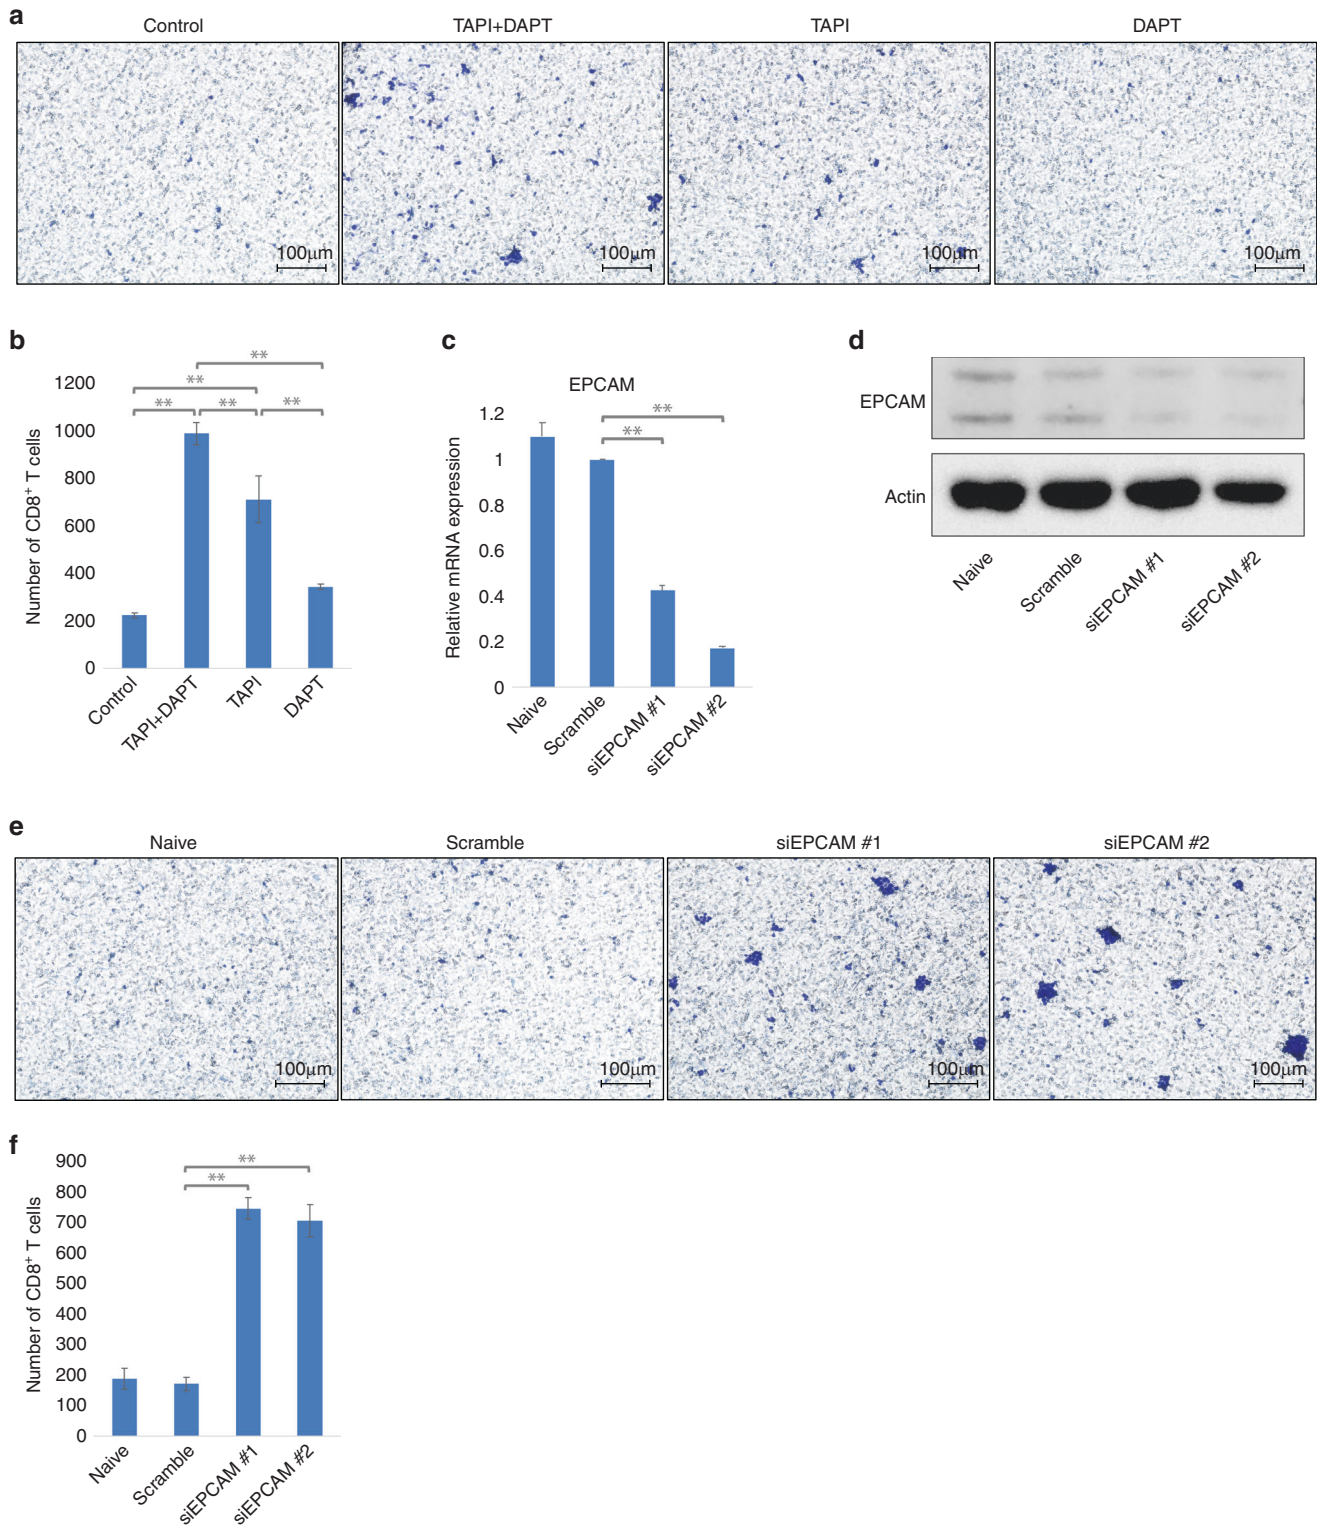 a
Control
TAPI+DAPT
TAPI
DAPT
100μm
100μm
100μm
100μm
b
Number of CD8⁺ T cells
1200
1000
800
600
400
200
0
**
**
**
**
**
Control
TAPI+DAPT
TAPI
DAPT
c
EPCAM
Relative mRNA expression
1.2
1
0.8
0.6
0.4
0.2
0
**
**
Naive
Scramble
siEPCAM #1
siEPCAM #2
d
EPCAM
Actin
Naive
Scramble
siEPCAM #1
siEPCAM #2
e
Naive
Scramble
siEPCAM #1
siEPCAM #2
100μm
100μm
100μm
100μm
f
Number of CD8⁺ T cells
900
800
700
600
500
400
300
200
100
0
**
**
Naive
Scramble
siEPCAM #1
siEPCAM #2